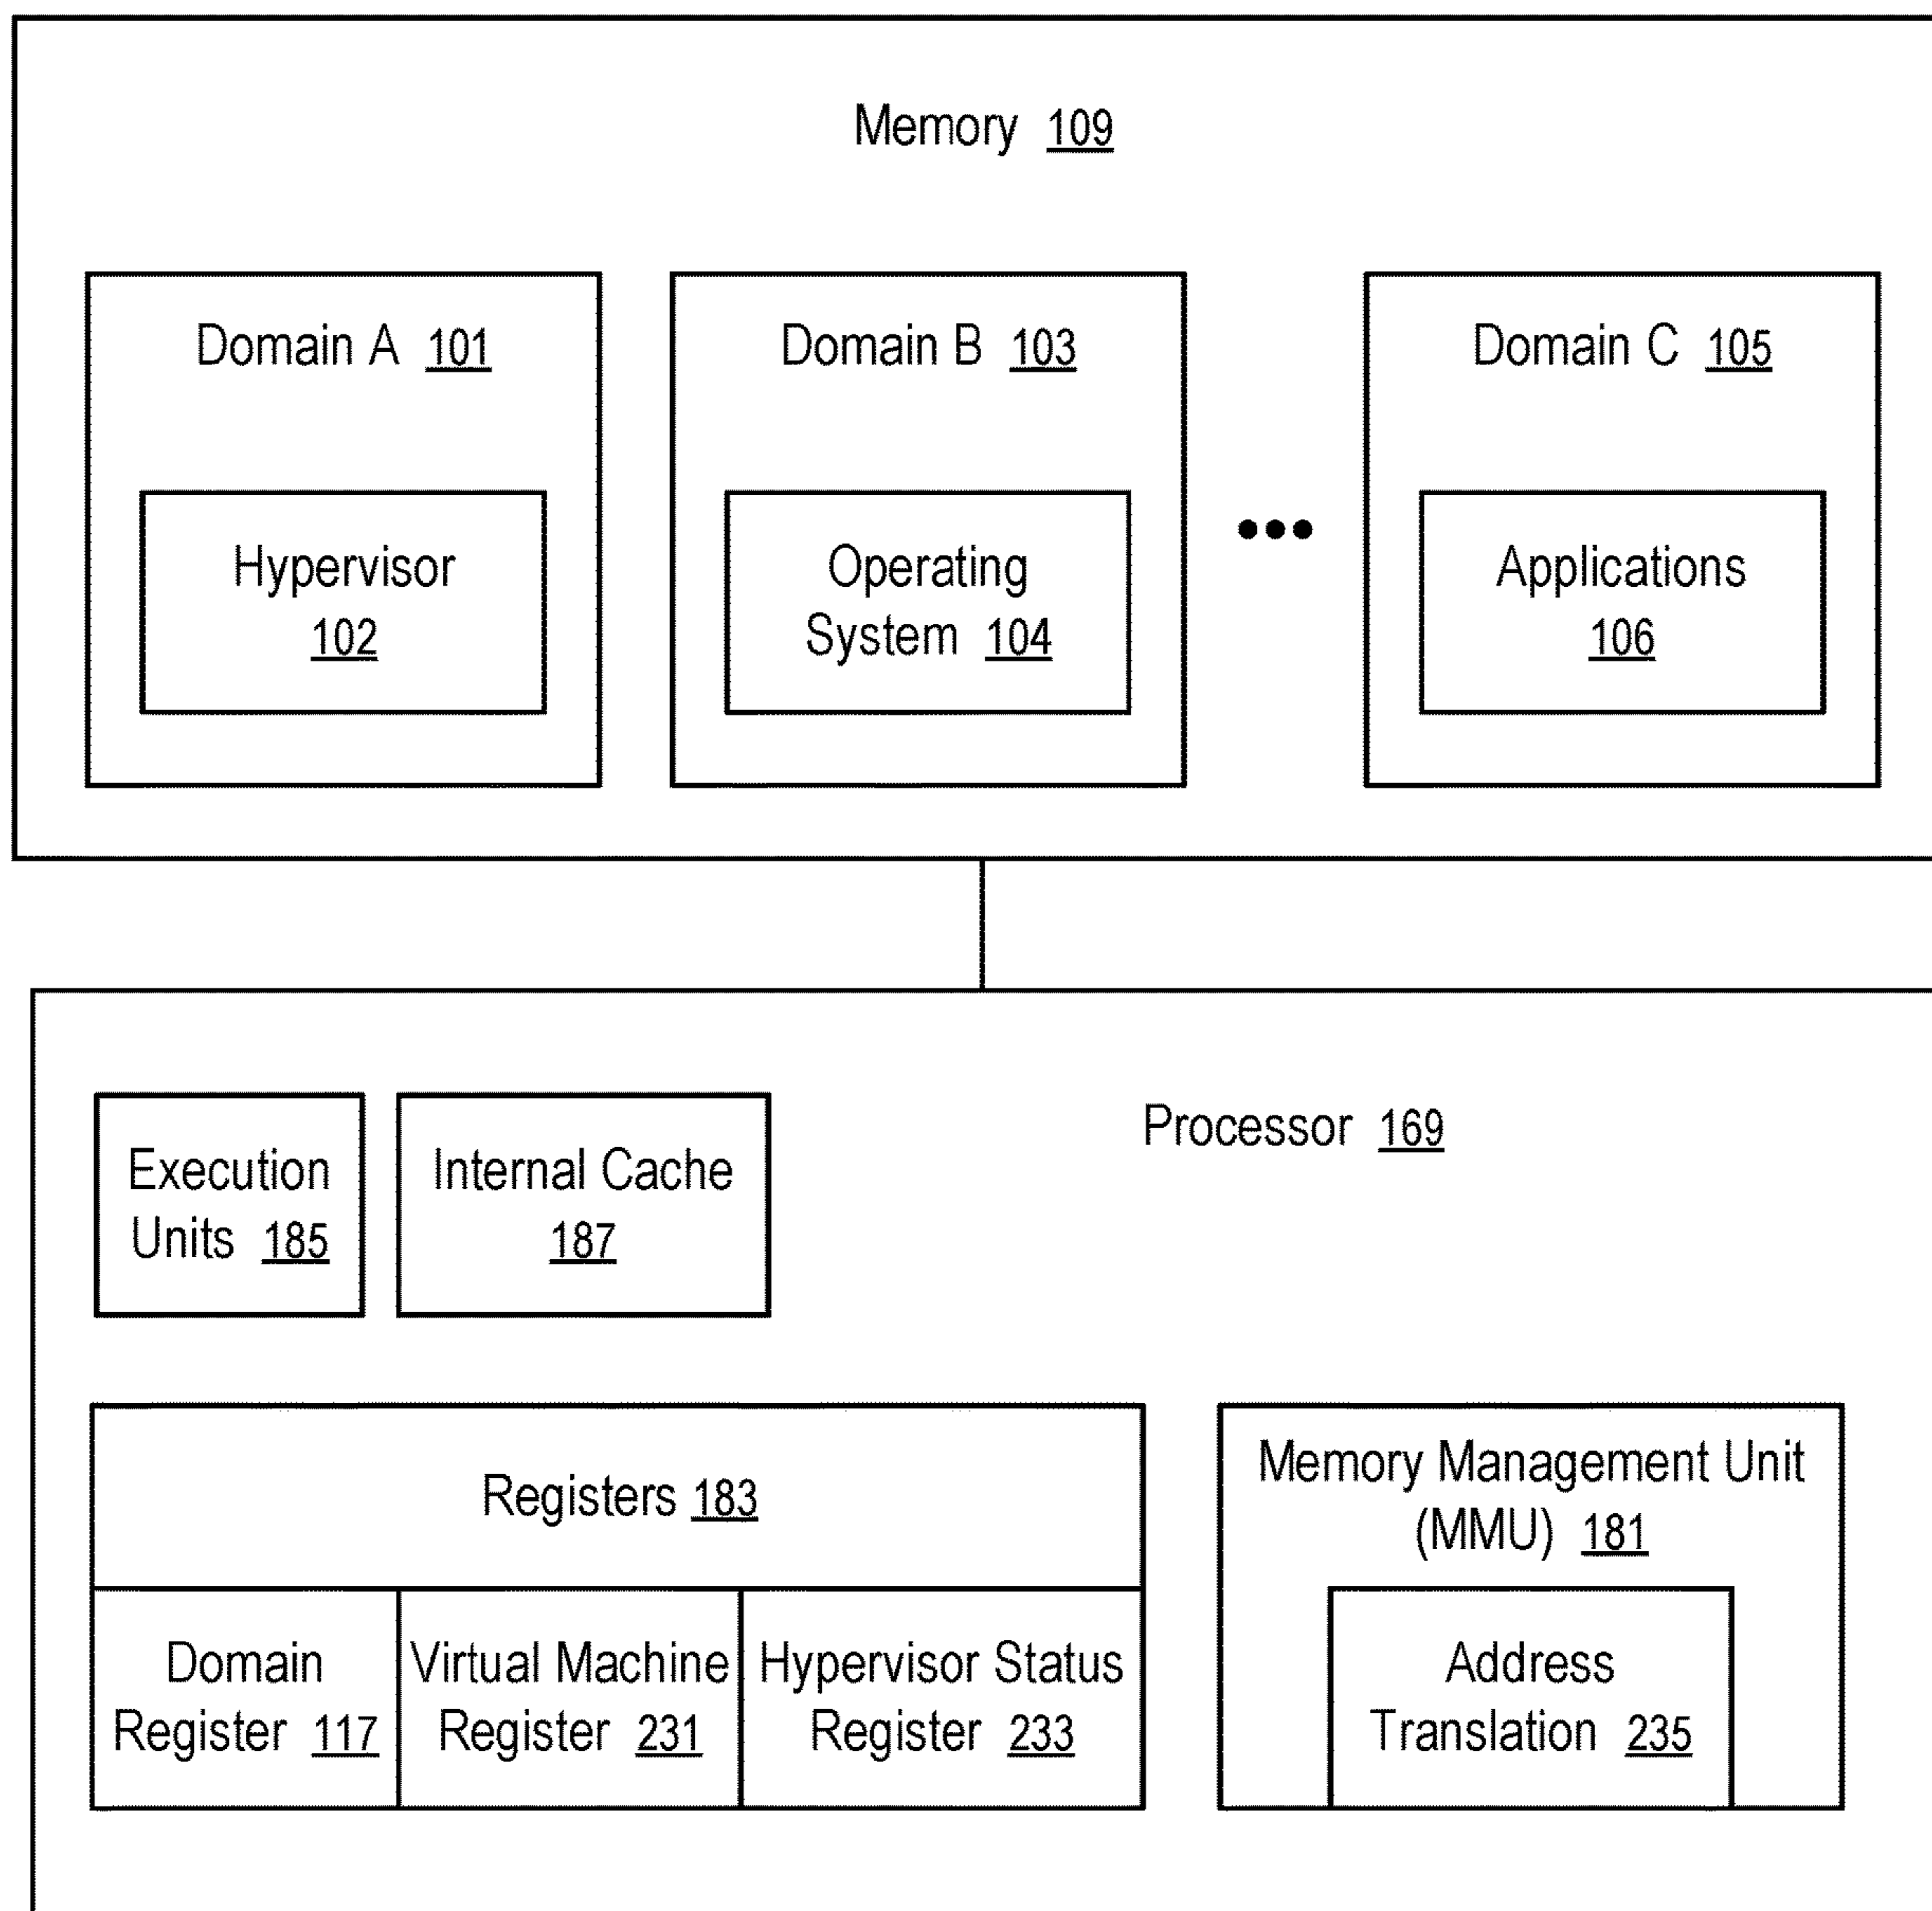 Memory 109
Domain A 101
Domain B 103
Domain C 105
Hypervisor
102
Operating
System 104
Applications
106
Processor 169
Execution
Units 185
Internal Cache
187
Registers 183
Domain
Register 117
Virtual Machine
Register 231
Hypervisor Status
Register 233
Memory Management Unit
(MMU) 181
Address
Translation 235